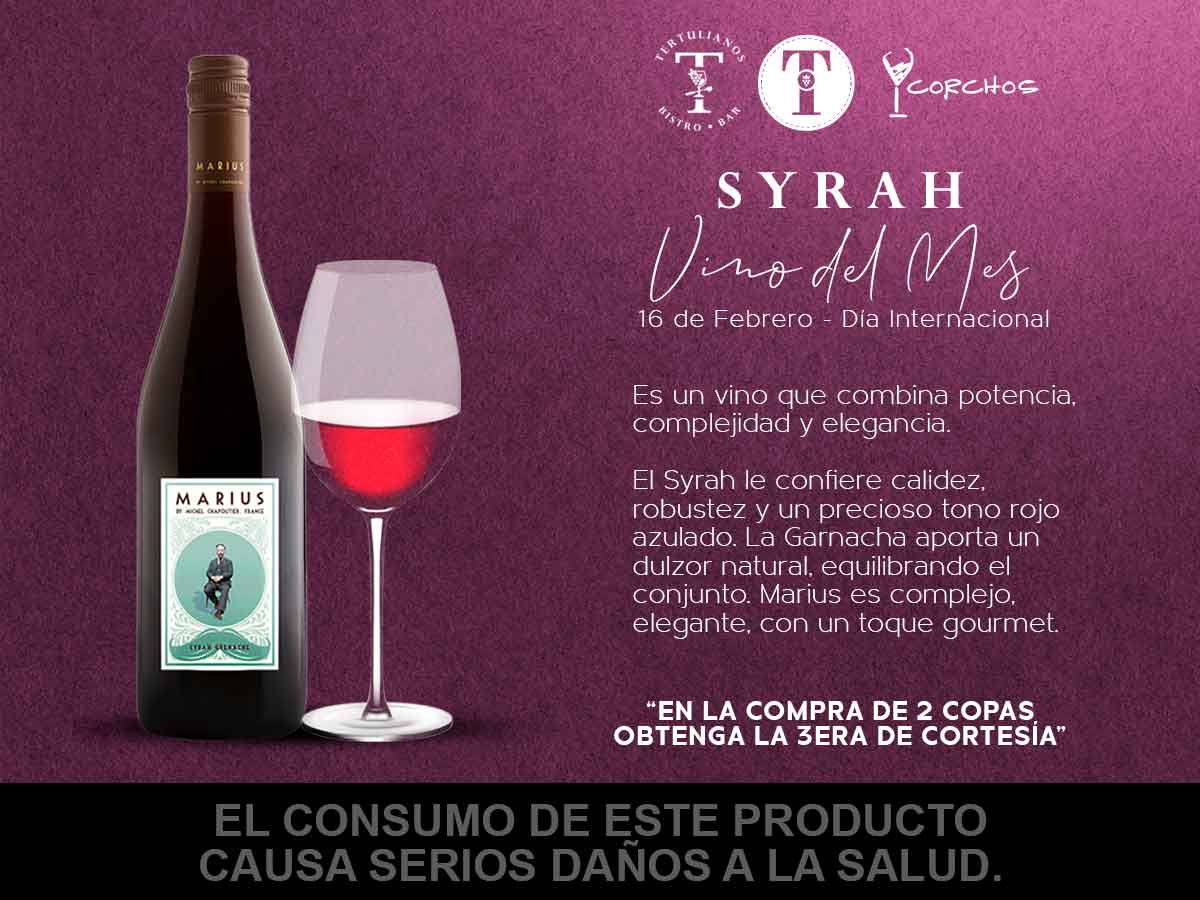 TERTULIANOS
T
BISTRO • BAR
T
CORCHOS
SYRAH
Vino del Mes
16 de Febrero - Día Internacional
Es un vino que combina potencia,
complejidad y elegancia.
El Syrah le confiere calidez,
robustez y un precioso tono rojo
azulado. La Garnacha aporta un
dulzor natural, equilibrando el
conjunto. Marius es complejo,
elegante, con un toque gourmet.
“EN LA COMPRA DE 2 COPAS
OBTENGA LA 3ERA DE CORTESÍA”
MARIUS
BY MICHEL CHAPOUTIER
MARIUS
BY MICHEL CHAPOUTIER, FRANCE
SYRAH GRENACHE
EL CONSUMO DE ESTE PRODUCTO
CAUSA SERIOS DAÑOS A LA SALUD.